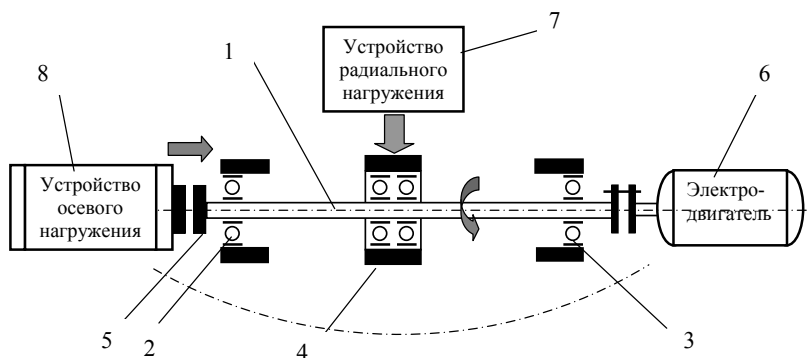 7
Устройство
радиального
нагружения
1
8
6
Устройство
осевого
нагружения
Электро-
двигатель
5
2
4
3